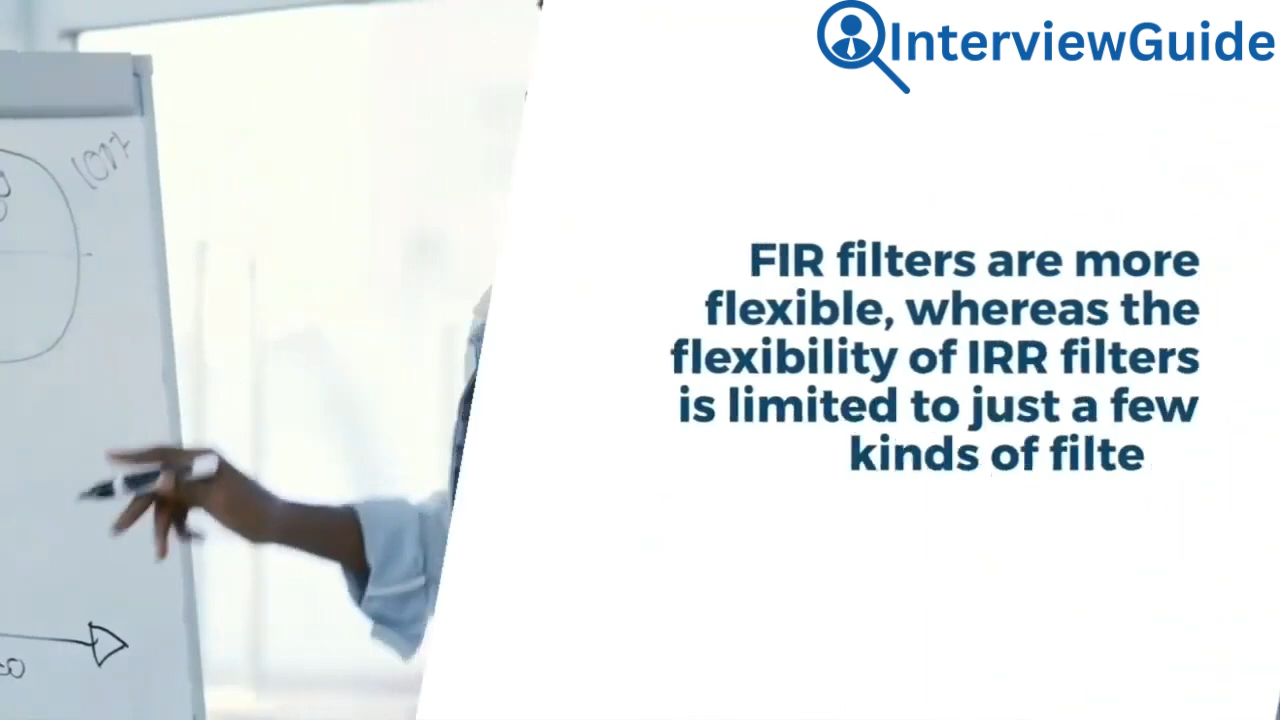 InterviewGuide
FIR filters are more
flexible, whereas the
flexibility of IRR filters
is limited to just a few
kinds of filte